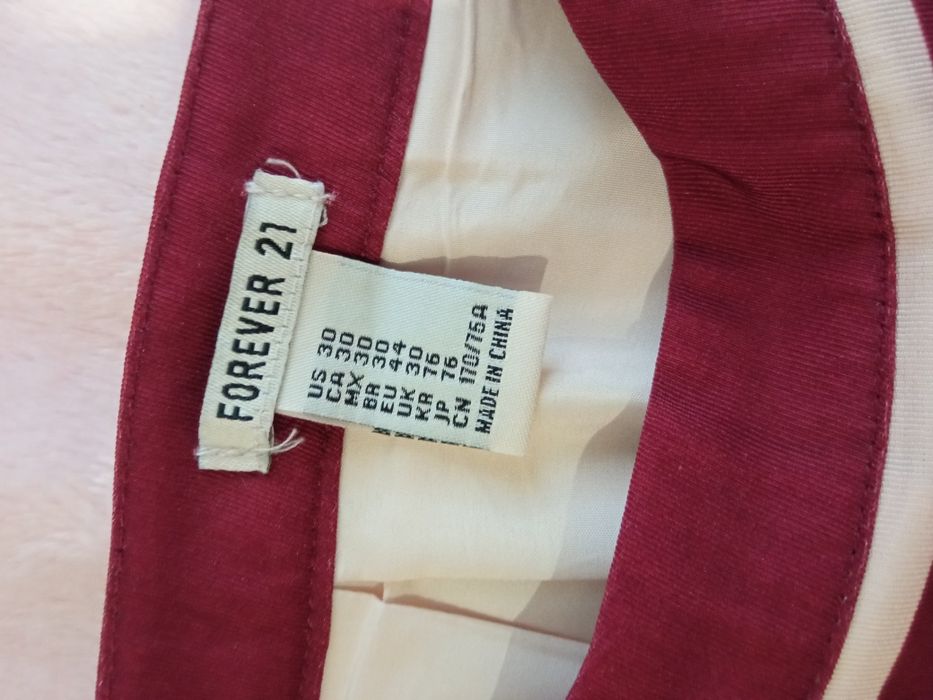 FOREVER 21
US 30
CA 30
MX 30
BR 30
EU 44
UK 30
KR 76
JP 76
CN 170/76A
MADE IN CHINA